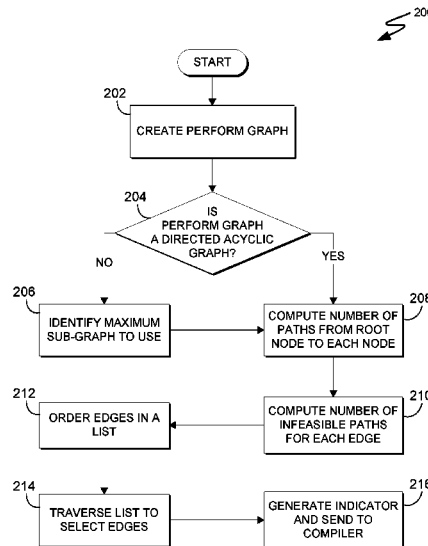 200
START
202
CREATE PERFORM GRAPH
204
IS
PERFORM GRAPH
A DIRECTED ACYCLIC
GRAPH?
NO
YES
206
IDENTIFY MAXIMUM
SUB-GRAPH TO USE
208
COMPUTE NUMBER OF
PATHS FROM ROOT
NODE TO EACH NODE
212
ORDER EDGES IN A
LIST
210
COMPUTE NUMBER OF
INFEASIBLE PATHS
FOR EACH EDGE
214
TRAVERSE LIST TO
SELECT EDGES
216
GENERATE INDICATOR
AND SEND TO
COMPILER